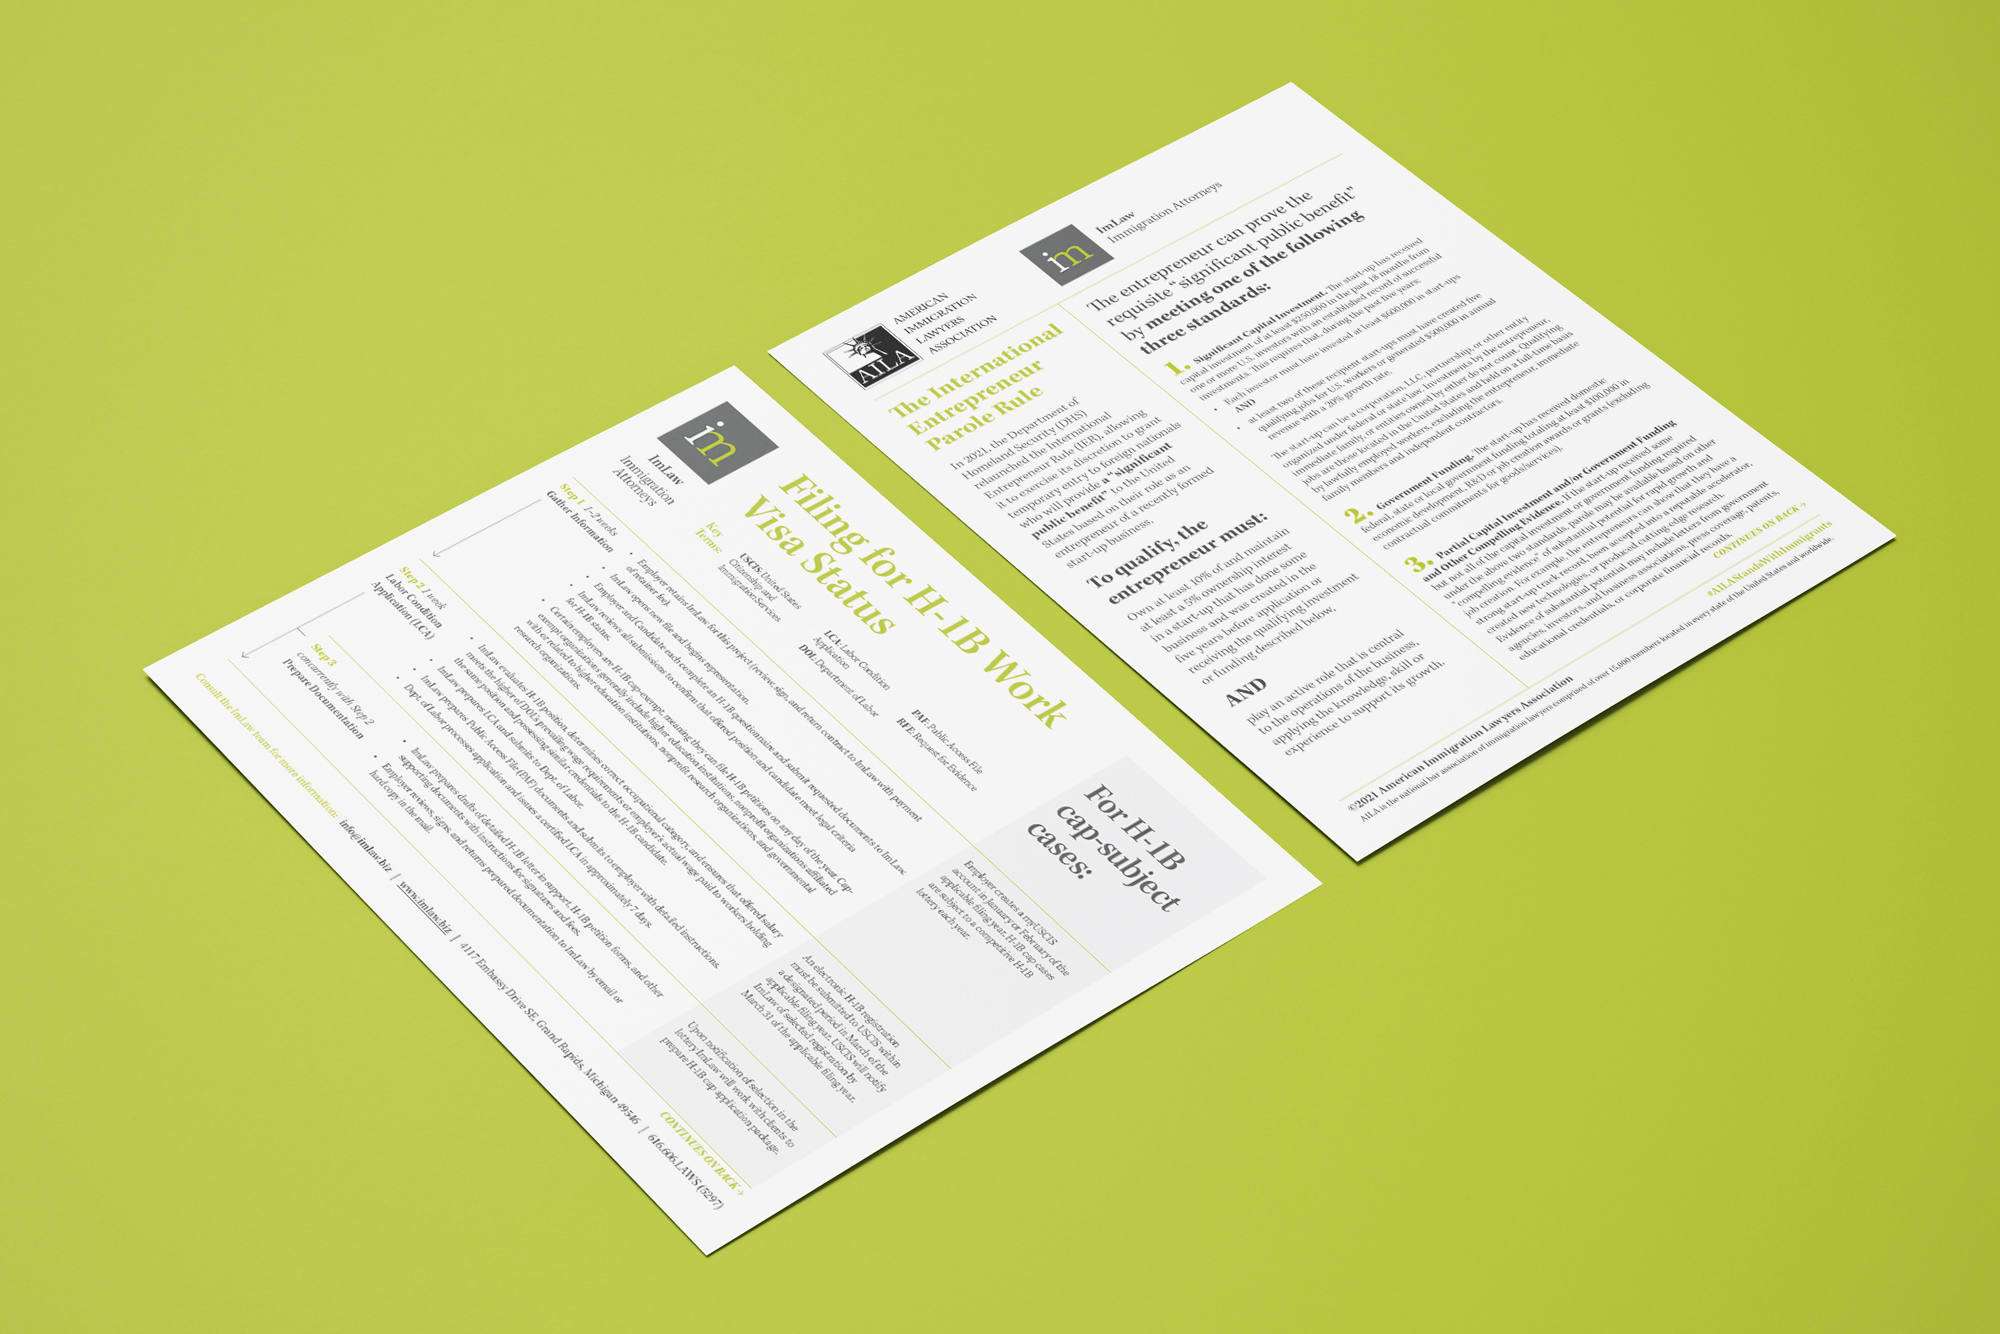 im
ImLaw
Immigration
Attorneys
Filing for H-1B Work
Visa Status
Key
Terms:
USCIS: United States
Citizenship and
Immigration Services
LCA: Labor Condition
Application
DOL: Department of Labor
PAF: Public Access File
RFE: Request for Evidence
Step 1 1–2 weeks
Gather Information
• Employer retains ImLaw for this project (review, sign, and return contract to ImLaw with payment
of retainer fee).
• ImLaw opens new file and begins representation.
• Employer and Candidate each complete an H-1B questionnaire and submit requested documents to ImLaw.
• ImLaw reviews all submissions to confirm that offered position and candidate meet legal criteria
for H-1B status.
• Certain employers are H-1B cap-exempt, meaning they can file H-1B petitions on any day of the year. Cap-
exempt organizations generally include higher education institutions, nonprofit organizations affiliated
with or related to higher education institutions, nonprofit research organizations, and governmental
research organizations.
Step 2 1 week
Labor Condition
Application (LCA)
• ImLaw evaluates H-1B position, determines correct occupational category, and ensures that offered salary
meets the higher of DOL's prevailing wage requirements or employer's actual wage paid to workers holding
the same position and possessing similar credentials to the H-1B candidate.
• ImLaw prepares LCA and submits to Dept. of Labor.
• ImLaw prepares Public Access File (PAF) documents and submits to employer with detailed instructions.
• Dept. of Labor processes application and issues a certified LCA in approximately 7 days.
Step 3
concurrently with Step 2
Prepare Documentation
• ImLaw prepares drafts of detailed H-1B letter in support, H-1B petition forms, and other
supporting documents with instructions for signatures and fees.
• Employer reviews, signs, and returns prepared documentation to ImLaw by email or
hard copy in the mail.
For H-1B
cap-subject
cases:
Employer creates a myUSCIS
account in January or February of the
applicable filing year. H-1B cap cases
are subject to a competitive H-1B
lottery each year.
An electronic H-1B registration
must be submitted to USCIS within
a designated period in March of the
applicable filing year. USCIS will notify
ImLaw of selected registration by
March 31 of the applicable filing year.
Upon notification of selection in the
lottery ImLaw will work with clients to
prepare H-1B cap application package.
CONTINUES ON BACK →
Consult the ImLaw team for more information: info@imlaw.biz | www.imlaw.biz | 4117 Embassy Drive SE, Grand Rapids, Michigan 49546 | 616.606.LAWS (5297)
AILA
AMERICAN
IMMIGRATION
LAWYERS
ASSOCIATION
im
ImLaw
Immigration Attorneys
The International
Entrepreneur
Parole Rule
In 2021, the Department of
Homeland Security (DHS)
relaunched the International
Entrepreneur Rule (IER), allowing
it to exercise its discretion to grant
temporary entry to foreign nationals
who will provide a "significant
public benefit" to the United
States based on their role as an
entrepreneur of a recently formed
start-up business.
To qualify, the
entrepreneur must:
Own at least 10% of and maintain
at least a 5% ownership interest
in a start-up that has done some
business and was created in the
five years before application or
receiving the qualifying investment
or funding described below,
AND
play an active role that is central
to the operations of the business,
applying the knowledge, skill or
experience to support its growth.
The entrepreneur can prove the
requisite "significant public benefit"
by meeting one of the following
three standards:
1. Significant Capital Investment. The start-up has received
capital investment of at least $250,000 in the past 18 months from
one or more U.S. investors with an established record of successful
investments. This requires that, during the past five years:
• Each investor must have invested at least $600,000 in start-ups
AND
• at least two of these recipient start-ups must have created five
qualifying jobs for U.S. workers or generated $500,000 in annual
revenue with a 20% growth rate.
The start-up can be a corporation, LLC, partnership, or other entity
organized under federal or state law. Investments by the entrepreneur,
immediate family, or entities owned by either do not count. Qualifying
jobs are those located in the United States and held on a full-time basis
by lawfully employed workers, excluding the entrepreneur, immediate
family members and independent contractors.
2. Government Funding. The start-up has received domestic
federal, state or local government funding totaling at least $100,000 in
economic development, R&D or job creation awards or grants (excluding
contractual commitments for goods/services).
3. Partial Capital Investment and/or Government Funding
and Other Compelling Evidence. If the start-up received some
but not all of the capital investment or government funding required
under the above two standards, parole may be available based on other
"compelling evidence" of substantial potential for rapid growth and
job creation. For example, the entrepreneurs can show that they have a
strong start-up track record, been accepted into a reputable accelerator,
created new technologies, or produced cutting edge research.
Evidence of substantial potential may include letters from government
agencies, investors, and business associations, press coverage, patents,
educational credentials, or corporate financial records.
CONTINUES ON BACK →
#AILAStandsWithImmigrants
©2021 American Immigration Lawyers Association
AILA is the national bar association of immigration lawyers comprised of over 15,000 members located in every state of the United States and worldwide.